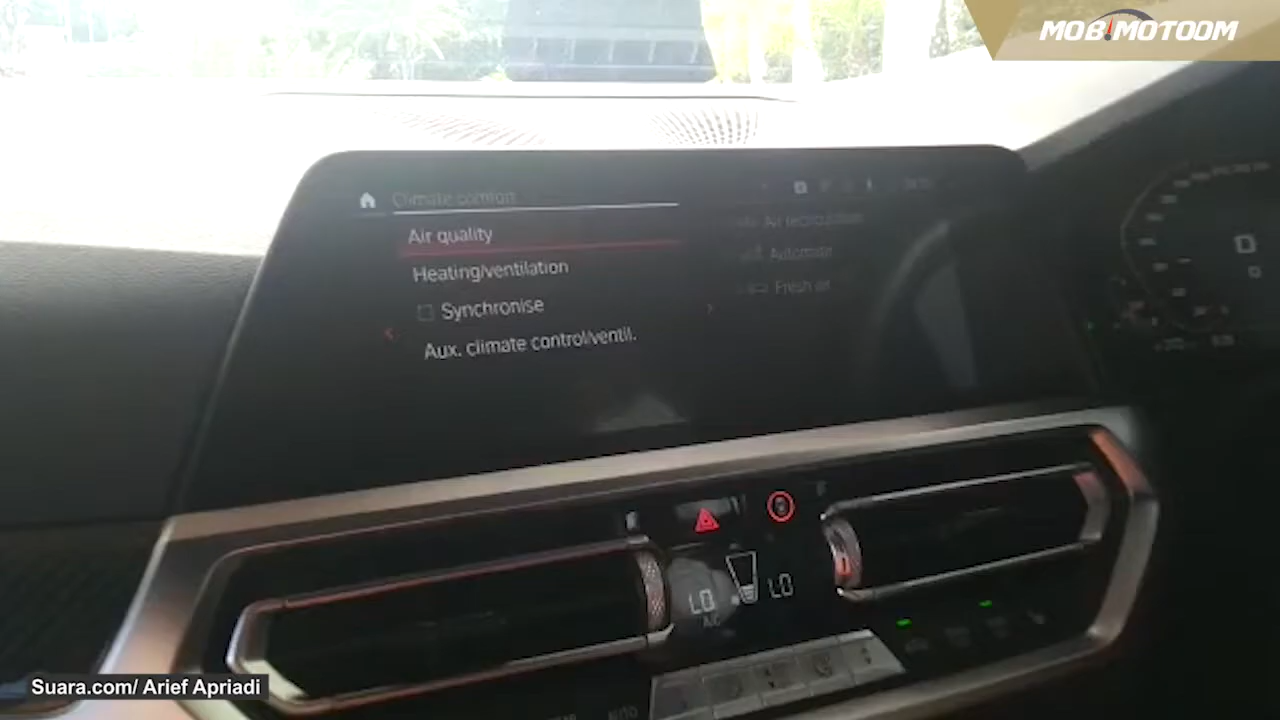 MOBIMOTOOM
Climate comfort
Air quality
Heating/ventilation
Synchronise
Aux. climate control/ventil.
Automatic
Fresh air
D
LO
LO
A/C
AUTO
Suara.com/ Arief Apriadi